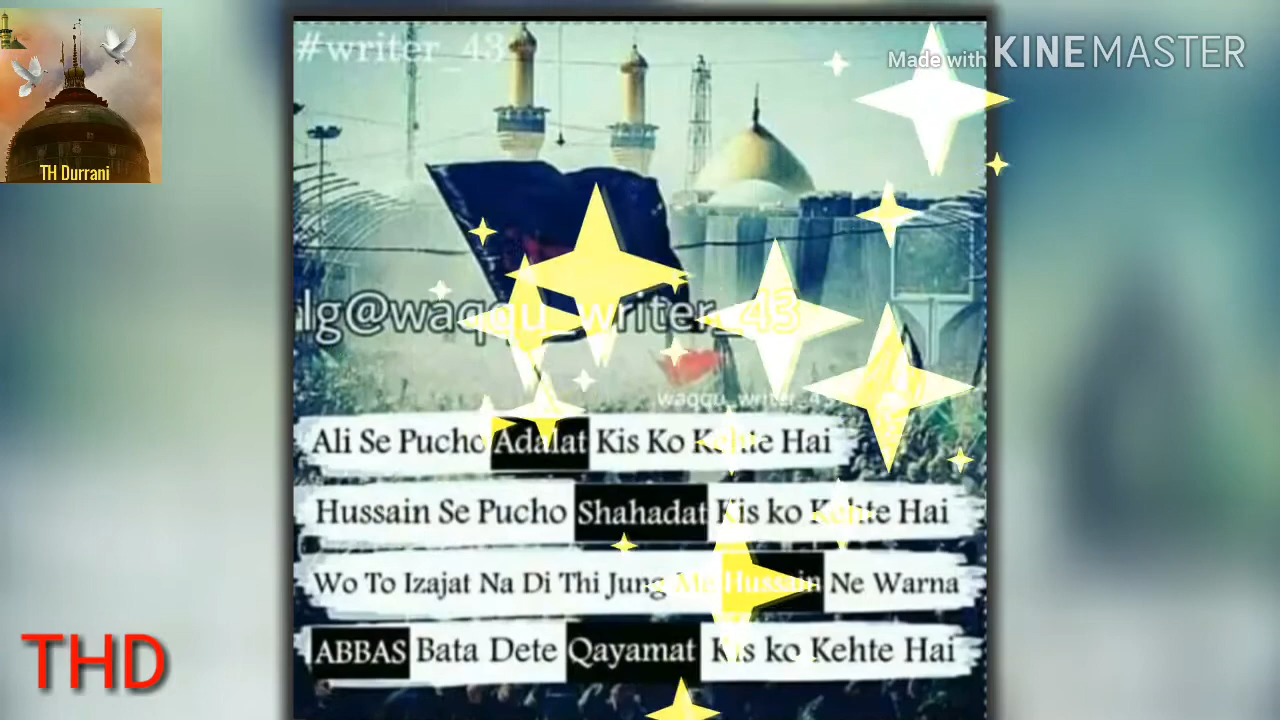 #writer_43
Made with KINEMASTER
TH Durrani
lg@waqqu_writer_43
waqqu_writer_43
Ali Se Pucho Adalat Kis Ko Kehte Hai
Hussain Se Pucho Shahadat Kis ko Kehte Hai
Wo To Izajat Na Di Thi Jung Me Hussain Ne Warna
ABBAS Bata Dete Qayamat Kis ko Kehte Hai
THD